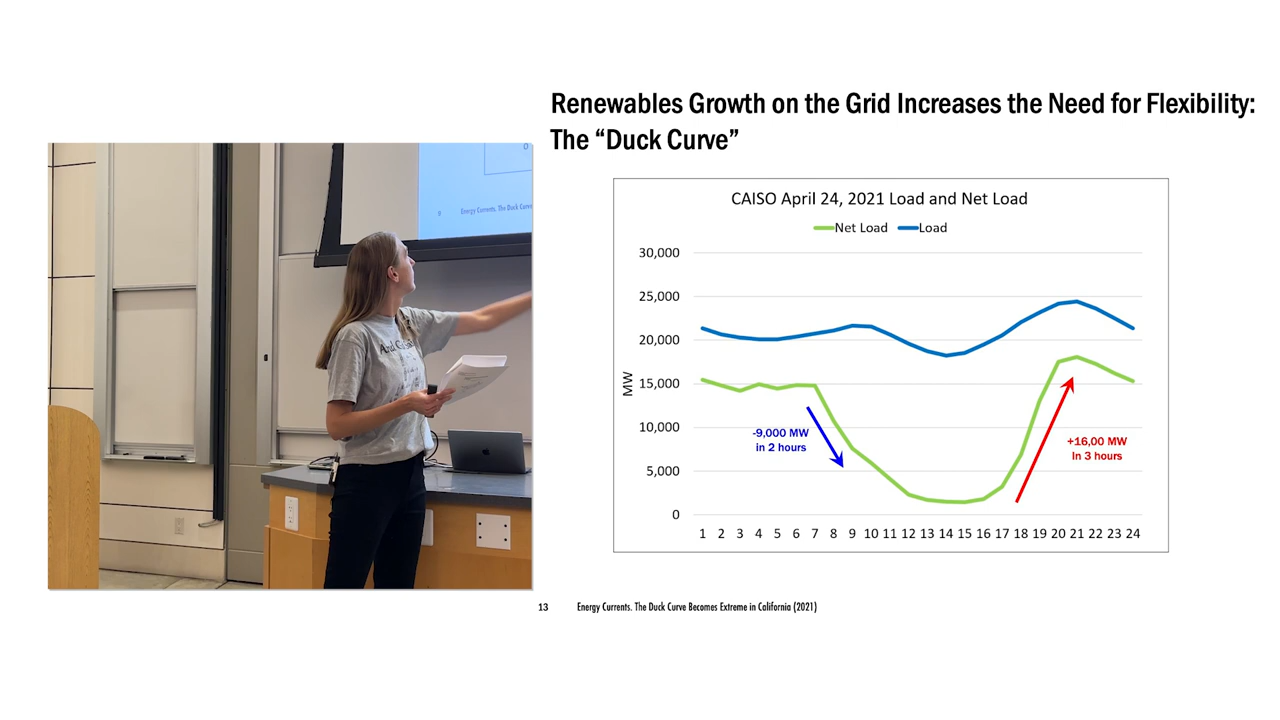 Renewables Growth on the Grid Increases the Need for Flexibility:
The “Duck Curve”
0
9 Energy Currents. The Duck Curve
CAISO April 24, 2021 Load and Net Load
Net Load Load
30,000
25,000
20,000
15,000
10,000
5,000
0
MW
-9,000 MW
in 2 hours
+16,00 MW
In 3 hours
1 2 3 4 5 6 7 8 9 10 11 12 13 14 15 16 17 18 19 20 21 22 23 24
13 Energy Currents. The Duck Curve Becomes Extreme in California (2021)